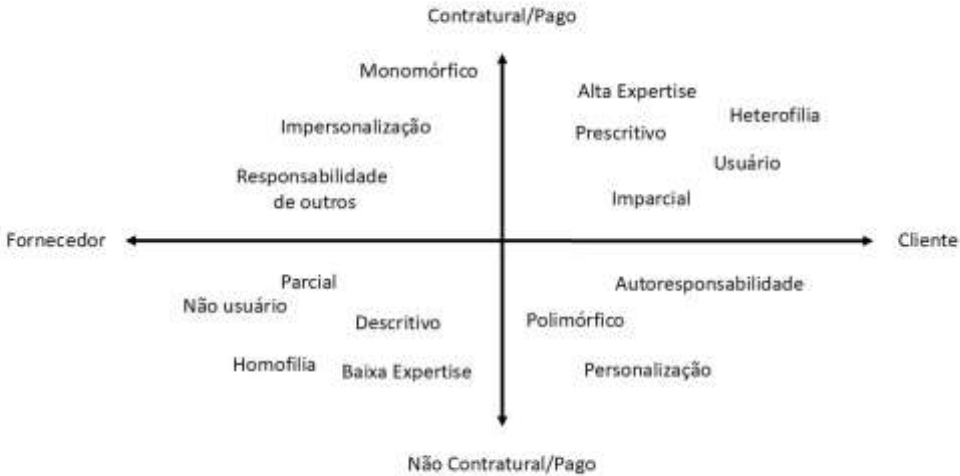 Contratural/Pago
Monomórfico
Alta Expertise
Heterofilia
Impersonalização
Prescritivo
Usuário
Responsabilidade
de outros
Imparcial
Fornecedor
Cliente
Parcial
Autoresponsabilidade
Não usuário
Descritivo
Polimórfico
Homofilia
Baixa Expertise
Personalização
Não Contratural/Pago